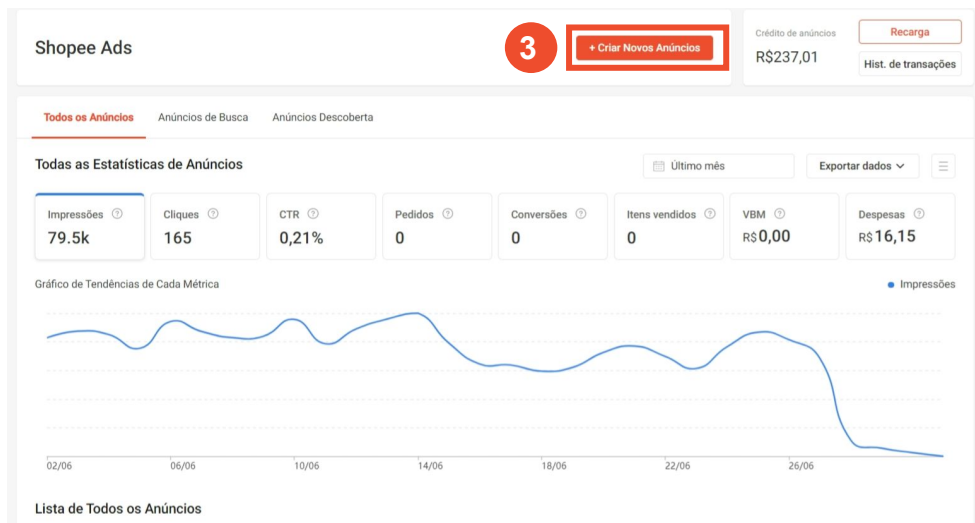 Shopee Ads
3
+ Criar Novos Anúncios
Crédito de anúncios
R$237,01
Recarga
Hist. de transações
Todos os Anúncios
Anúncios de Busca
Anúncios Descoberta
Todas as Estatísticas de Anúncios
Último mês
Exportar dados
Impressões ?
79.5k
Cliques ?
165
CTR ?
0,21%
Pedidos ?
0
Conversões ?
0
Itens vendidos ?
0
VBM ?
R$0,00
Despesas ?
R$16,15
Gráfico de Tendências de Cada Métrica
Impressões
02/06
06/06
10/06
14/06
18/06
22/06
26/06
Lista de Todos os Anúncios